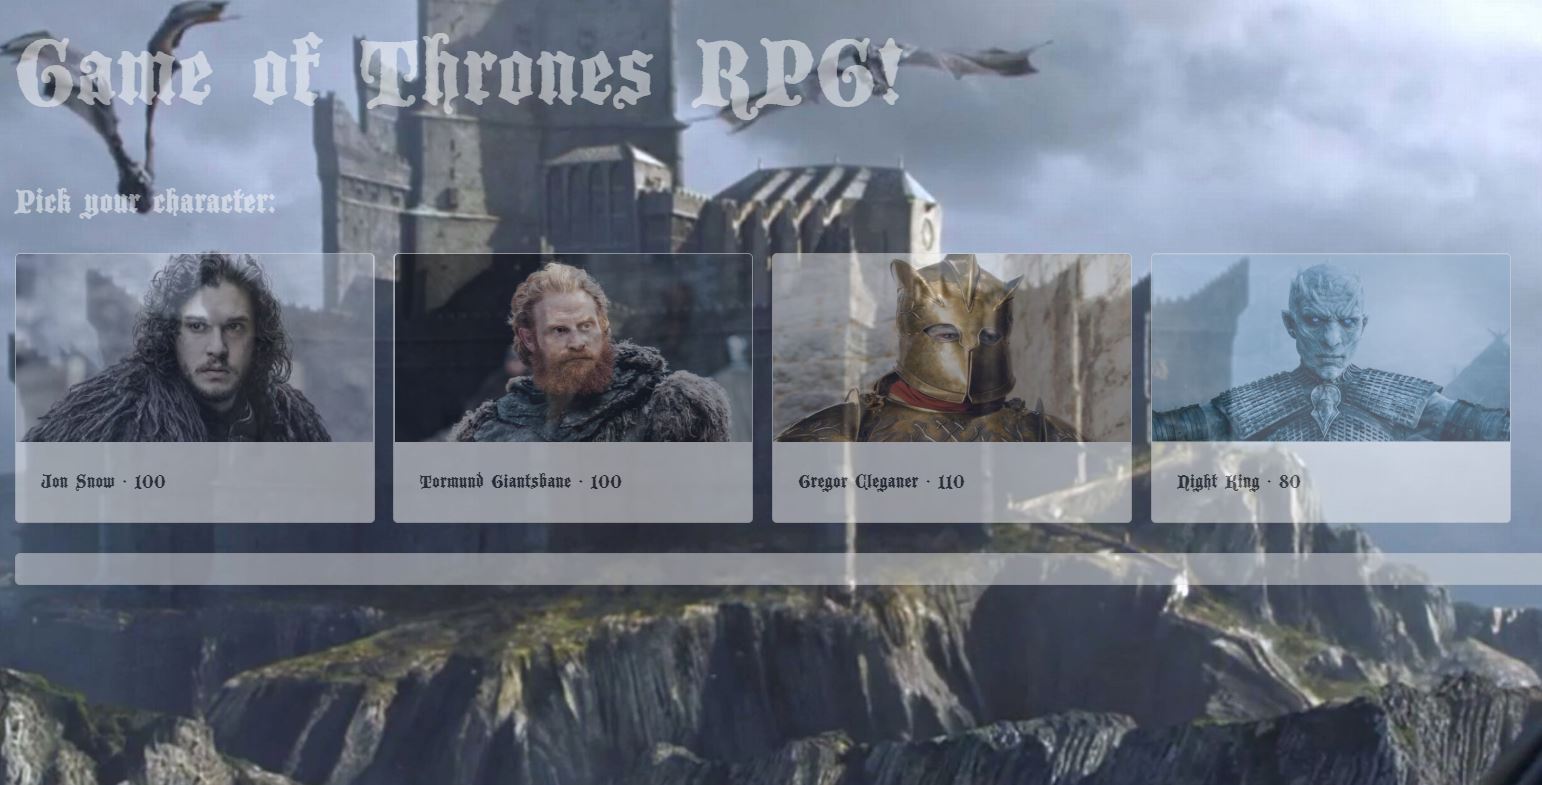 Game of Thrones RPG!
Pick your character:
Jon Snow · 100
Tormund Giantsbane · 100
Gregor Cleganer · 110
Night King · 80